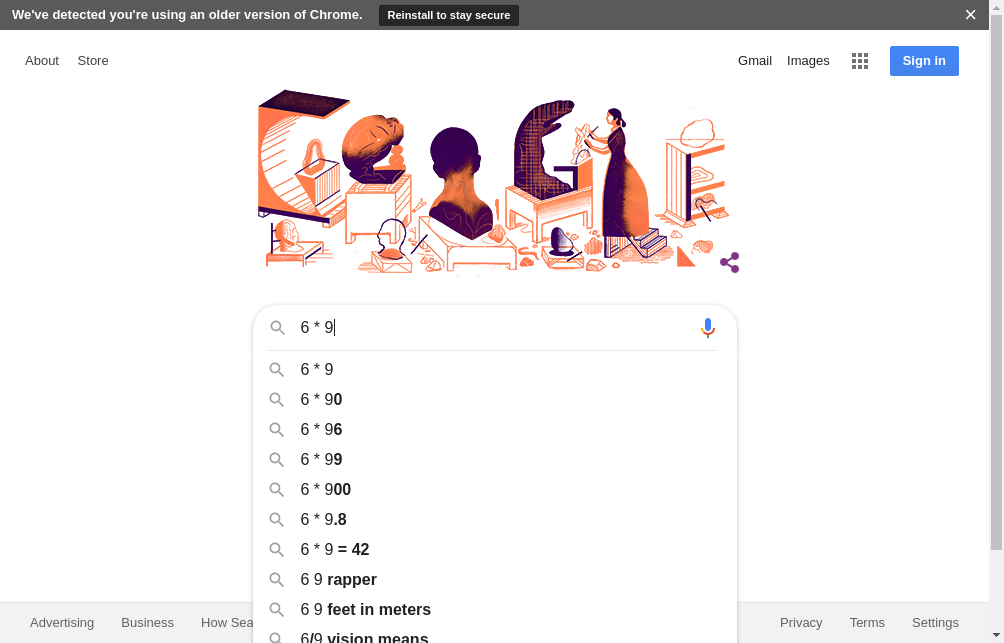 We've detected you're using an older version of Chrome. Reinstall to stay secure
About Store Gmail Images Sign in
6 * 9
6 * 9
6 * 90
6 * 96
6 * 99
6 * 900
6 * 9.8
6 * 9 = 42
6 9 rapper
6 9 feet in meters
6/9 vision means
Advertising Business How Sea Privacy Terms Settings